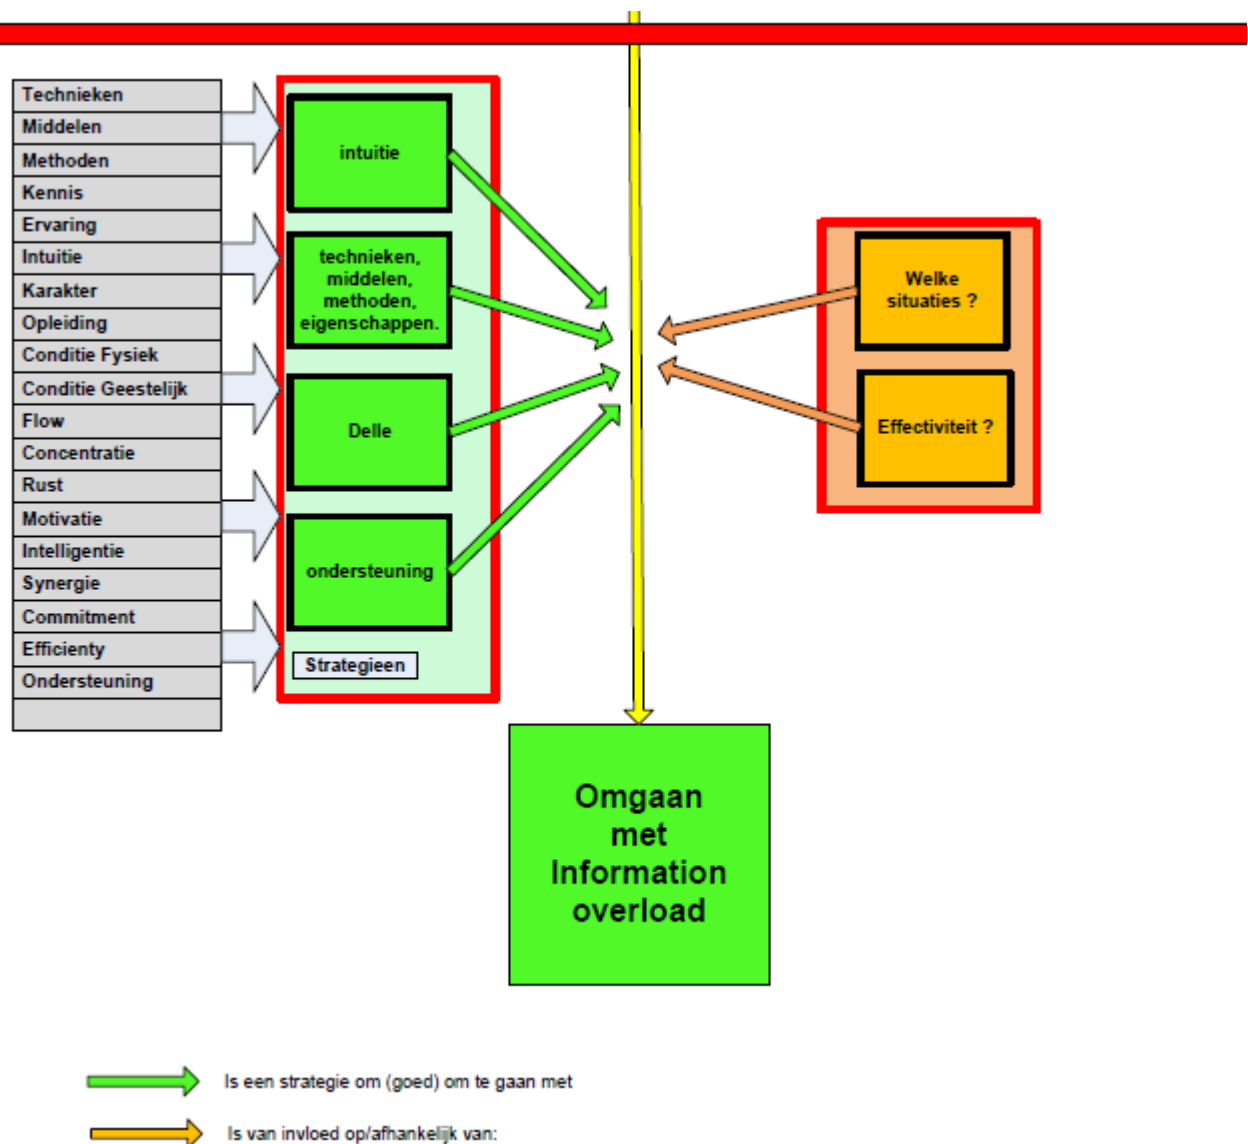 Technieken
Middelen
Methoden
Kennis
Ervaring
Intuitie
Karakter
Opleiding
Conditie Fysiek
Conditie Geestelijk
Flow
Concentratie
Rust
Motivatie
Intelligentie
Synergie
Commitment
Efficienty
Ondersteuning
intuitie
technieken,
middelen,
methoden,
eigenschappen.
Delle
ondersteuning
Strategieen
Welke
situaties ?
Effectiviteit ?
Omgaan
met
Information
overload
Is een strategie om (goed) om te gaan met
Is van invloed op/afhankelijk van: